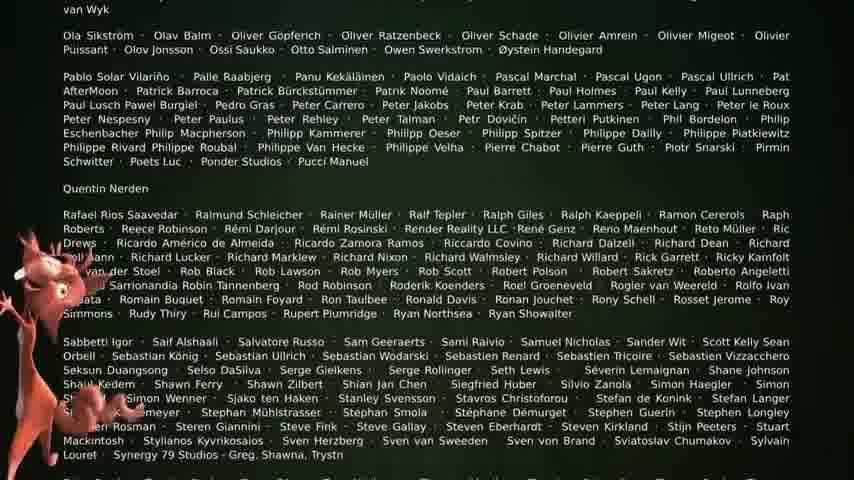 van Wyk
Ola Sikström · Olav Balm · Oliver Göpferich · Oliver Ratzenbeck · Oliver Schade · Olivier Amrein · Olivier Migeot · Olivier
Puissant · Olov Jonsson · Ossi Saukko · Otto Salminen · Owen Swerkstrom · Øystein Handegard
Pablo Solar Vilariño · Palle Raabjerg · Panu Kekäläinen · Paolo Vidaich · Pascal Marchal · Pascal Ugon · Pascal Ullrich · Pat
AfterMoon · Patrick Barroca · Patrick Bürckstümmer · Patrik Noomé · Paul Barrett · Paul Holmes · Paul Kelly · Paul Lunneberg
Paul Lusch Pawel Burgiel · Pedro Gras · Peter Carrero · Peter Jakobs · Peter Krab · Peter Lammers · Peter Lang · Peter le Roux
Peter Nespesny · Peter Paulus · Peter Rehley · Peter Talman · Petr Dovičín · Petteri Putkinen · Phil Bordelon · Philip
Eschenbacher Philip Macpherson · Philipp Kammerer · Philipp Oeser · Philipp Spitzer · Philippe Dailly · Philippe Piatkiewitz
Philippe Rivard Philippe Roubal · Philippe Van Hecke · Philippe Velha · Pierre Chabot · Pierre Guth · Piotr Snarski · Pirmin
Schwitter · Poets Luc · Ponder Studios · Pucci Manuel
Quentin Nerden
Rafael Rios Saavedar · Raimund Schleicher · Rainer Müller · Ralf Tepler · Ralph Giles · Ralph Kaeppeli · Ramon Cererols · Raph
Roberts · Reece Robinson · Rémi Darjour · Rémi Rosinski · Render Reality LLC · René Genz · Reno Maenhout · Reto Müller · Ric
Drews · Ricardo Américo de Almeida · Ricardo Zamora Ramos · Riccardo Covino · Richard Dalzell · Richard Dean · Richard
· Richard Lucker · Richard Marklew · Richard Nixon · Richard Walmsley · Richard Willard · Rick Garrett · Ricky Kamfolt
van der Stoel · Rob Black · Rob Lawson · Rob Myers · Rob Scott · Robert Polson · Robert Sakretz · Roberto Angeletti
Sarrionandia Robin Tannenberg · Rod Robinson · Roderik Koenders · Roel Groeneveld · Rogier van Weereld · Rolfo Ivan
· Romain Buquet · Romain Foyard · Ron Taulbee · Ronald Davis · Ronan Jouchet · Rony Schell · Rosset Jerome · Roy
Simmons · Rudy Thiry · Rui Campos · Rupert Plumridge · Ryan Northsea · Ryan Showalter
Sabbetti Igor · Saif Alshaali · Salvatore Russo · Sam Geeraerts · Sami Raivio · Samuel Nicholas · Sander Wit · Scott Kelly Sean
Orbell · Sebastian König · Sebastian Ullrich · Sebastian Wodarski · Sebastien Renard · Sebastien Tricoire · Sebastien Vizzacchero
Seksun Duangsong · Selso DaSilva · Serge Gielkens · Serge Rollinger · Seth Lewis · Séverin Lemaignan · Shane Johnson
Shaul Kedem · Shawn Ferry · Shawn Zilbert · Shian Jan Chen · Siegfried Huber · Silvio Zanola · Simon Haegler · Simon
Simon Wenner · Sjako ten Haken · Stanley Svensson · Stavros Christoforou · Stefan de Konink · Stefan Langer
· Stephan Mühlstrasser · Stephan Smola · Stéphane Démurget · Stephen Guerin · Stephen Longley
Rosman · Steren Giannini · Steve Fink · Steve Gallay · Steven Eberhardt · Steven Kirkland · Stijn Peeters · Stuart
Mackintosh · Stylianos Kyvrikosaios · Sven Herzberg · Sven van Sweeden · Sven von Brand · Sviatoslav Chumakov · Sylvain
Louret · Synergy 79 Studios - Greg, Shawna, Trystn